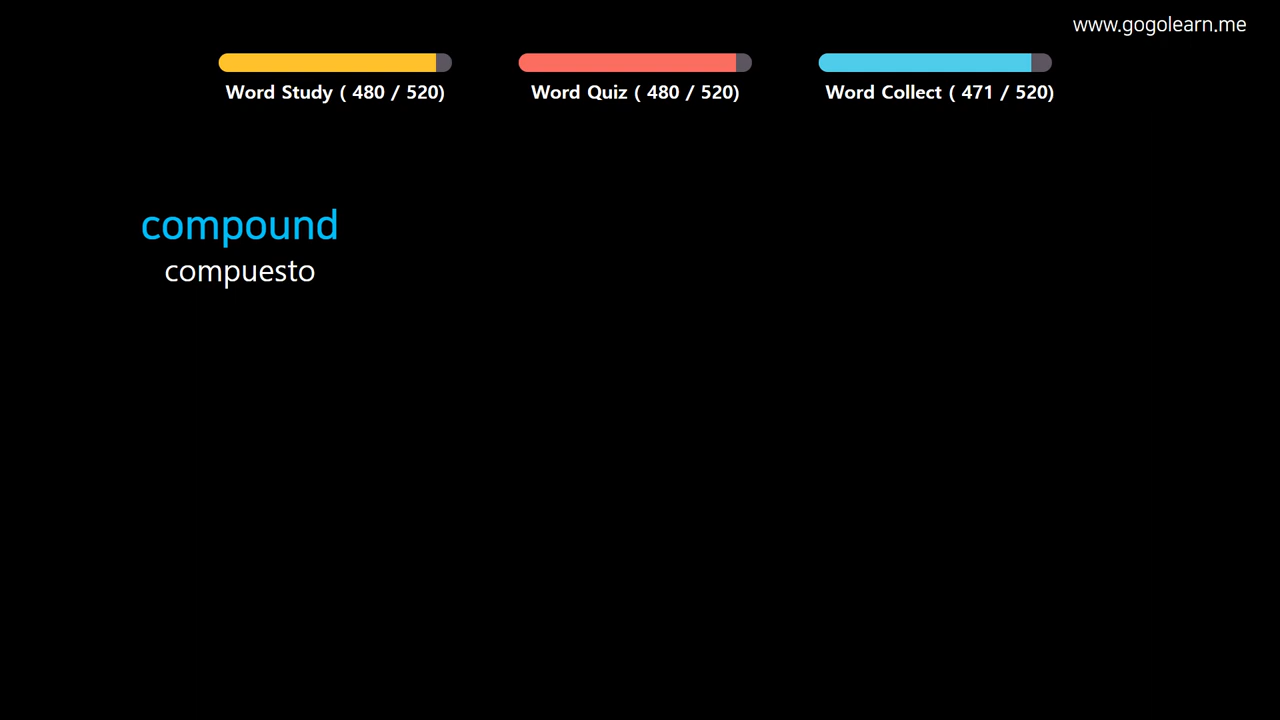 www.gogolearn.me
Word Study ( 480 / 520)
Word Quiz ( 480 / 520)
Word Collect ( 471 / 520)
compound
compuesto